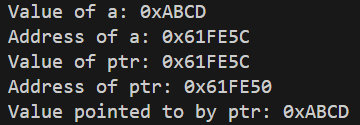 Value of a: 0xABCD
Address of a: 0x61FE5C
Value of ptr: 0x61FE5C
Address of ptr: 0x61FE50
Value pointed to by ptr: 0xABCD